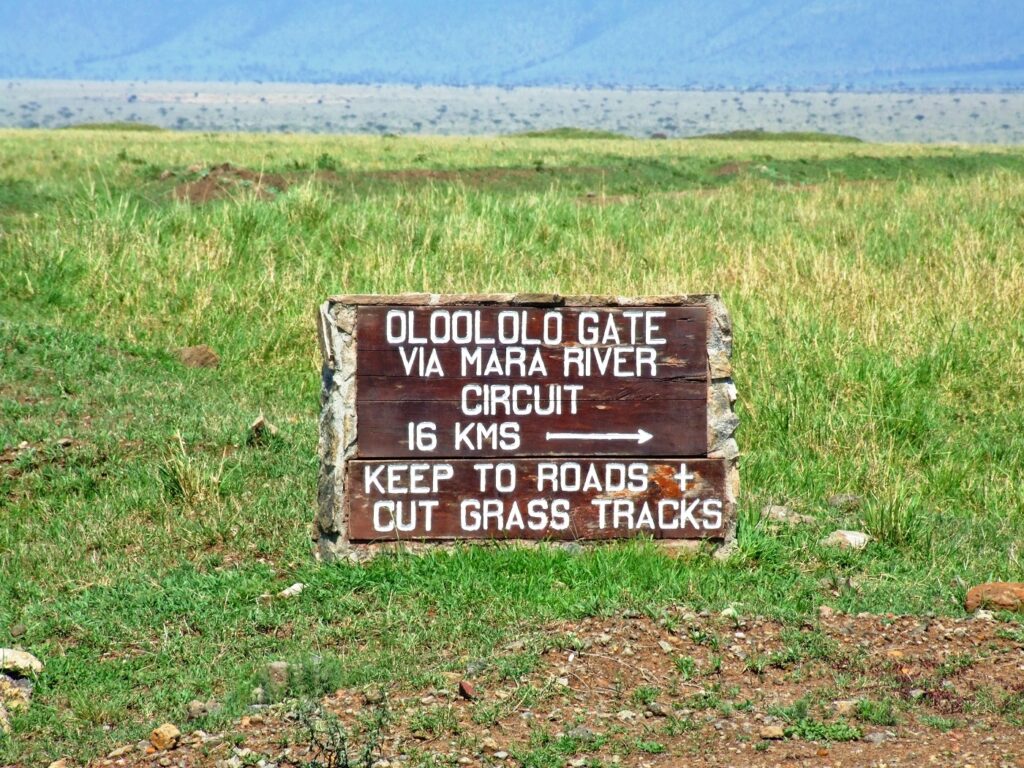 OLOOLOLO GATE
VIA MARA RIVER
CIRCUIT
16 KMS →
KEEP TO ROADS +
CUT GRASS TRACKS